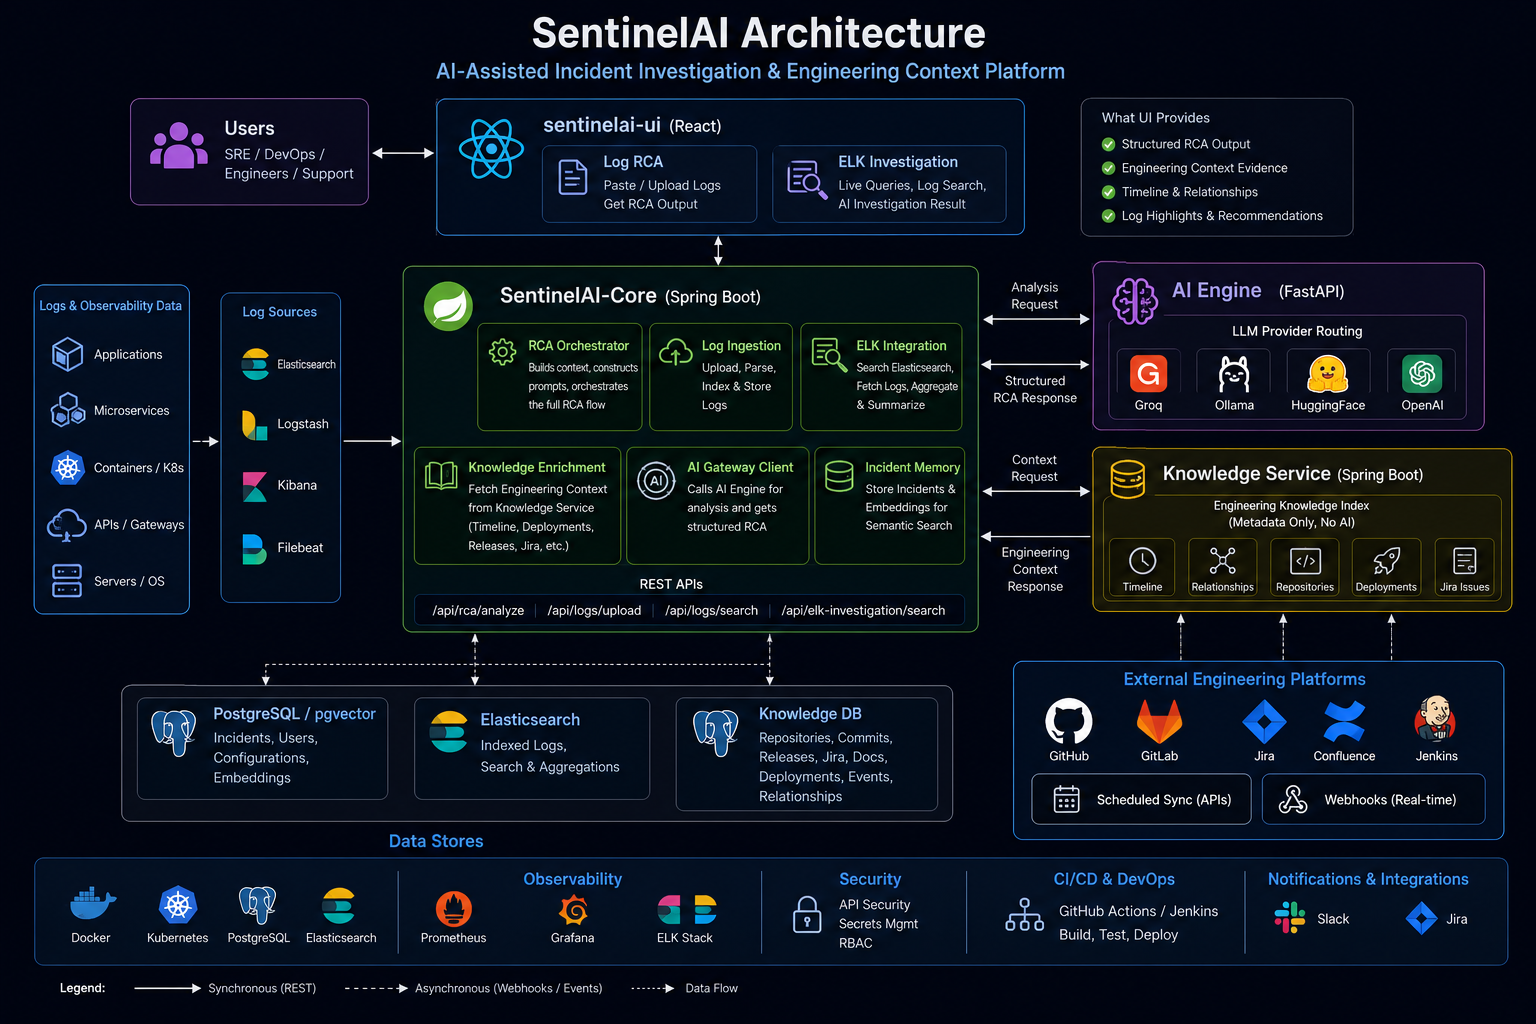 SentinelAI Architecture
AI-Assisted Incident Investigation & Engineering Context Platform
Users
SRE / DevOps /
Engineers / Support
sentinelai-ui (React)
Log RCA
Paste / Upload Logs
Get RCA Output
ELK Investigation
Live Queries, Log Search,
AI Investigation Result
What UI Provides
Structured RCA Output
Engineering Context Evidence
Timeline & Relationships
Log Highlights & Recommendations
Logs & Observability Data
Applications
Microservices
Containers / K8s
APIs / Gateways
Servers / OS
Log Sources
Elasticsearch
Logstash
Kibana
Filebeat
SentinelAI-Core (Spring Boot)
RCA Orchestrator
Builds context, constructs
prompts, orchestrates
the full RCA flow
Log Ingestion
Upload, Parse,
Index & Store
Logs
ELK Integration
Search Elasticsearch,
Fetch Logs, Aggregate
& Summarize
Knowledge Enrichment
Fetch Engineering Context
from Knowledge Service
(Timeline, Deployments,
Releases, Jira, etc.)
AI
AI Gateway Client
Calls AI Engine for
analysis and gets
structured RCA
Incident Memory
Store Incidents &
Embeddings for
Semantic Search
REST APIs
/api/rca/analyze
/api/logs/upload
/api/logs/search
/api/elk-investigation/search
Analysis
Request
Structured
RCA Response
Context
Request
Engineering
Context
Response
AI Engine (FastAPI)
LLM Provider Routing
G
Groq
Ollama
HuggingFace
OpenAI
Knowledge Service (Spring Boot)
Engineering Knowledge Index
(Metadata Only, No AI)
Timeline
Relationships
Repositories
Deployments
Jira Issues
PostgreSQL / pgvector
Incidents, Users,
Configurations,
Embeddings
Elasticsearch
Indexed Logs,
Search & Aggregations
Knowledge DB
Repositories, Commits,
Releases, Jira, Docs,
Deployments, Events,
Relationships
Data Stores
External Engineering Platforms
GitHub
GitLab
Jira
Confluence
Jenkins
Scheduled Sync (APIs)
Webhooks (Real-time)
Docker
Kubernetes
PostgreSQL
Elasticsearch
Observability
Prometheus
Grafana
ELK Stack
Security
API Security
Secrets Mgmt
RBAC
CI/CD & DevOps
GitHub Actions / Jenkins
Build, Test, Deploy
Notifications & Integrations
Slack
Jira
Legend:
Synchronous (REST)
Asynchronous (Webhooks / Events)
Data Flow